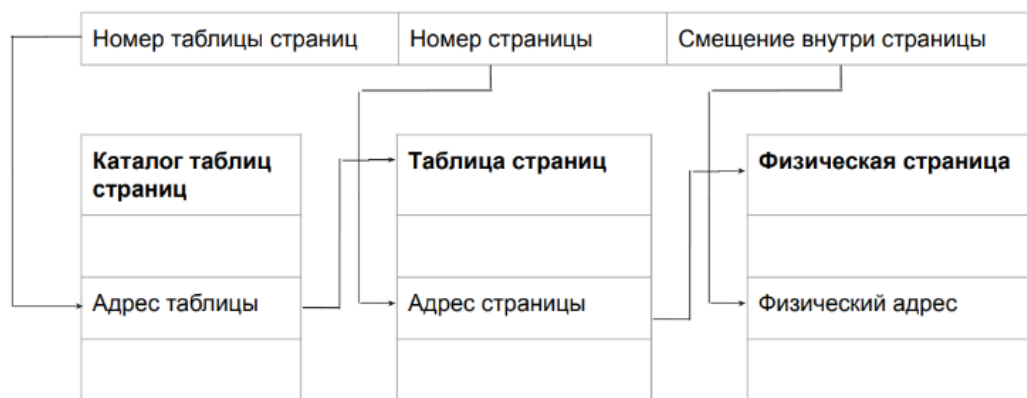 Номер таблицы страниц
Номер страницы
Смещение внутри страницы
Каталог таблиц
страниц
Таблица страниц
Физическая страница
Адрес таблицы
Адрес страницы
Физический адрес